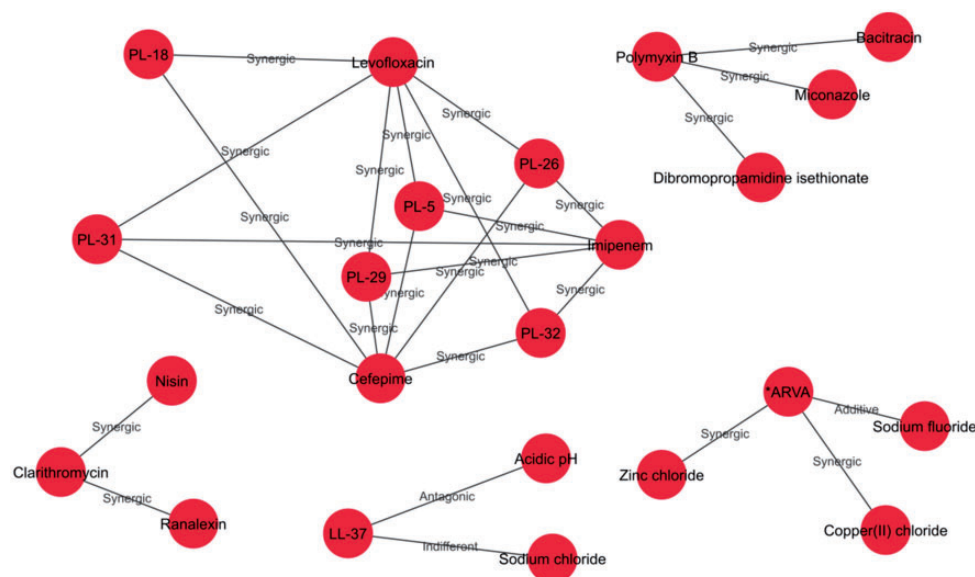 PL-18
Synergic
Levofloxacin
Polymyxin B
Synergic
Bacitracin
Synergic
Miconazole
Synergic
Synergic
Synergic
Synergic
Synergic
PL-26
Dibromopropamidine isethionate
PL-5
Synergic
Synergic
Synergic
Synergic
PL-31
Synergic
Imipenem
PL-29
Synergic
Synergic
Synergic
Synergic
Synergic
Synergic
PL-32
Synergic
Cefepime
Nisin
*ARVA
Additive
Sodium fluoride
Synergic
Synergic
Clarithromycin
Synergic
Ranalexin
Acidic pH
Antagonic
LL-37
Indifferent
Sodium chloride
Zinc chloride
Synergic
Copper(II) chloride